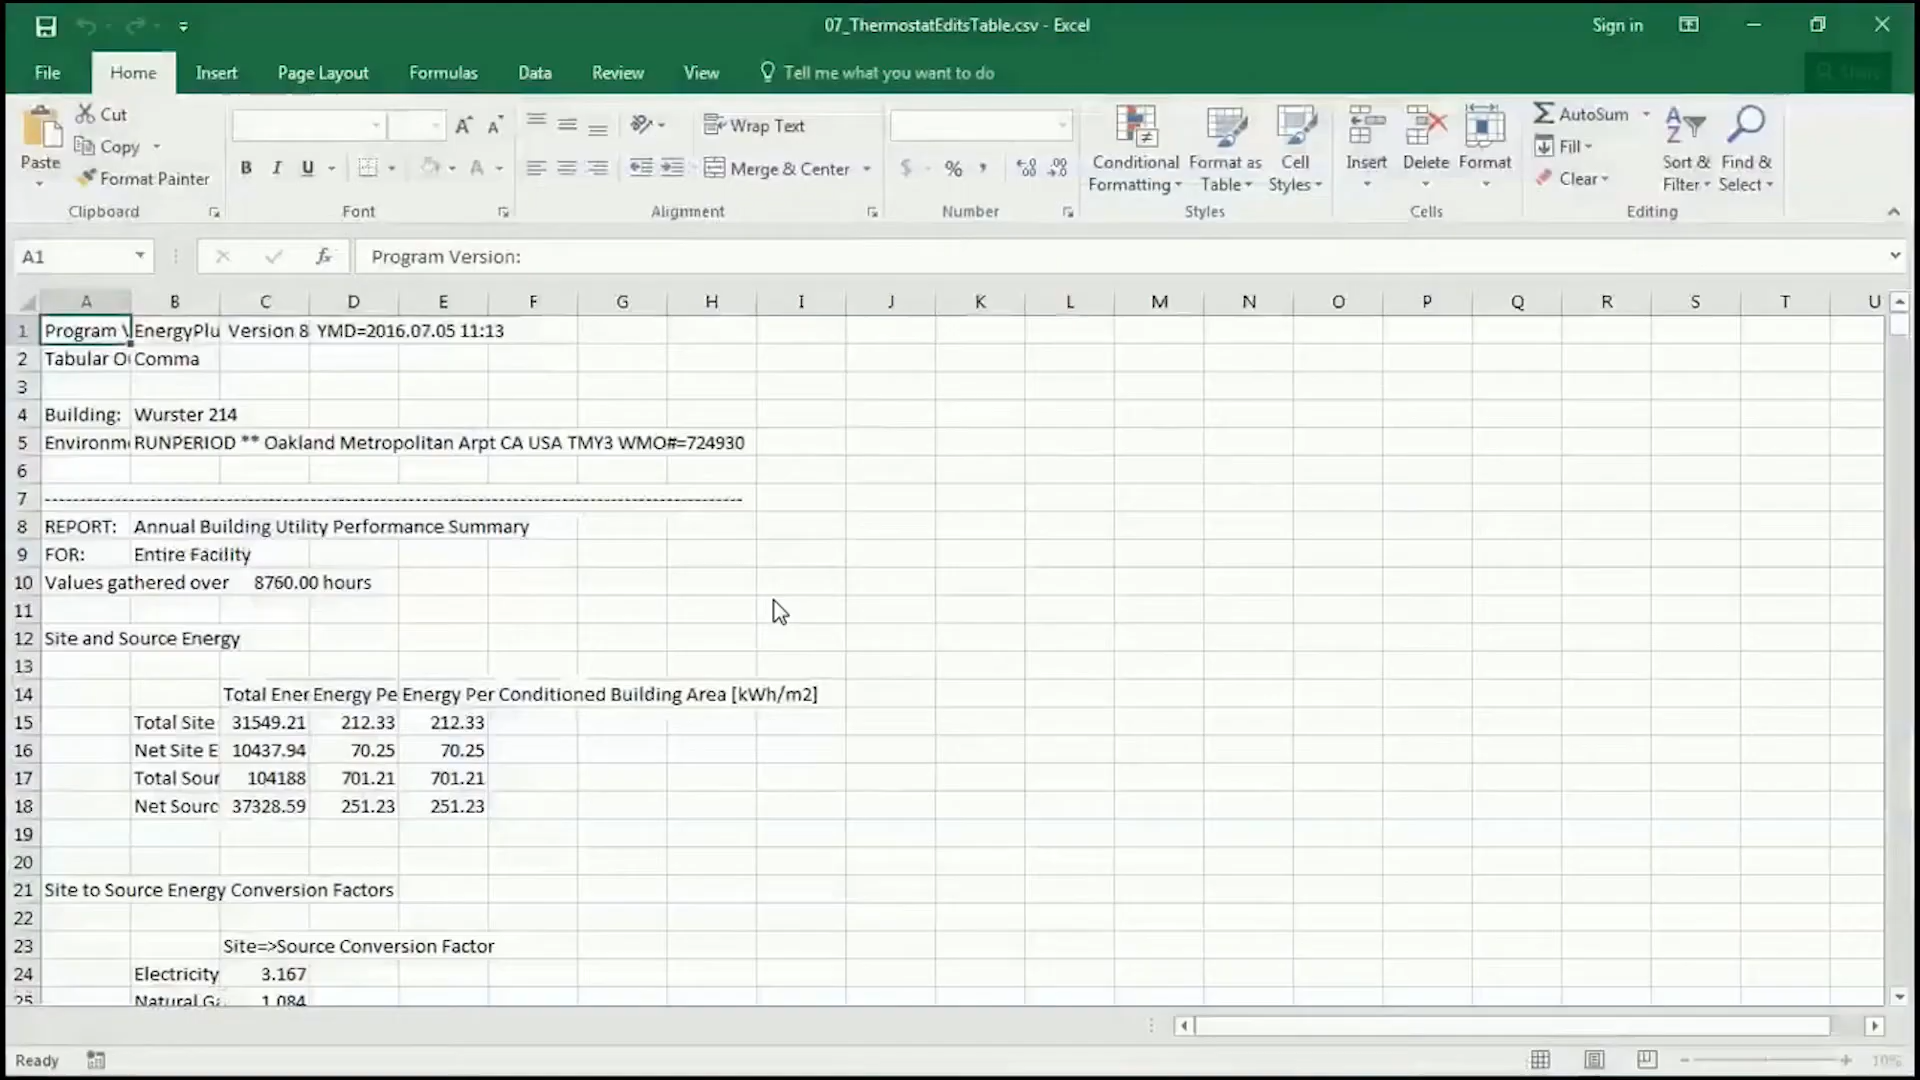 07_ThermostatEditsTable.csv - Excel
Sign in
File Home Insert Page Layout Formulas Data Review View Tell me what you want to do
Cut
Copy
Format Painter
Paste
Clipboard
B I U
Font
Wrap Text
Merge & Center
Alignment
$ % ,
Number
Conditional Formatting
Format as Table
Cell Styles
Styles
Insert Delete Format
Cells
AutoSum
Fill
Clear
Sort & Filter
Find & Select
Editing
A1 fx Program Version:
A B C D E F G H I J K L M N O P Q R S T U
1 Program V EnergyPlu Version 8 YMD=2016.07.05 11:13
2 Tabular O Comma
3
4 Building: Wurster 214
5 Environm RUNPERIOD ** Oakland Metropolitan Arpt CA USA TMY3 WMO#=724930
6
7 ----------------------------------------------------------------------------------------------------
8 REPORT: Annual Building Utility Performance Summary
9 FOR: Entire Facility
10 Values gathered over 8760.00 hours
11
12 Site and Source Energy
13
14 Total Ener Energy Pe Energy Per Conditioned Building Area [kWh/m2]
15 Total Site 31549.21 212.33 212.33
16 Net Site E 10437.94 70.25 70.25
17 Total Sour 104188 701.21 701.21
18 Net Sourc 37328.59 251.23 251.23
19
20
21 Site to Source Energy Conversion Factors
22
23 Site=>Source Conversion Factor
24 Electricity 3.167
25 Natural Ga 1.084
Ready